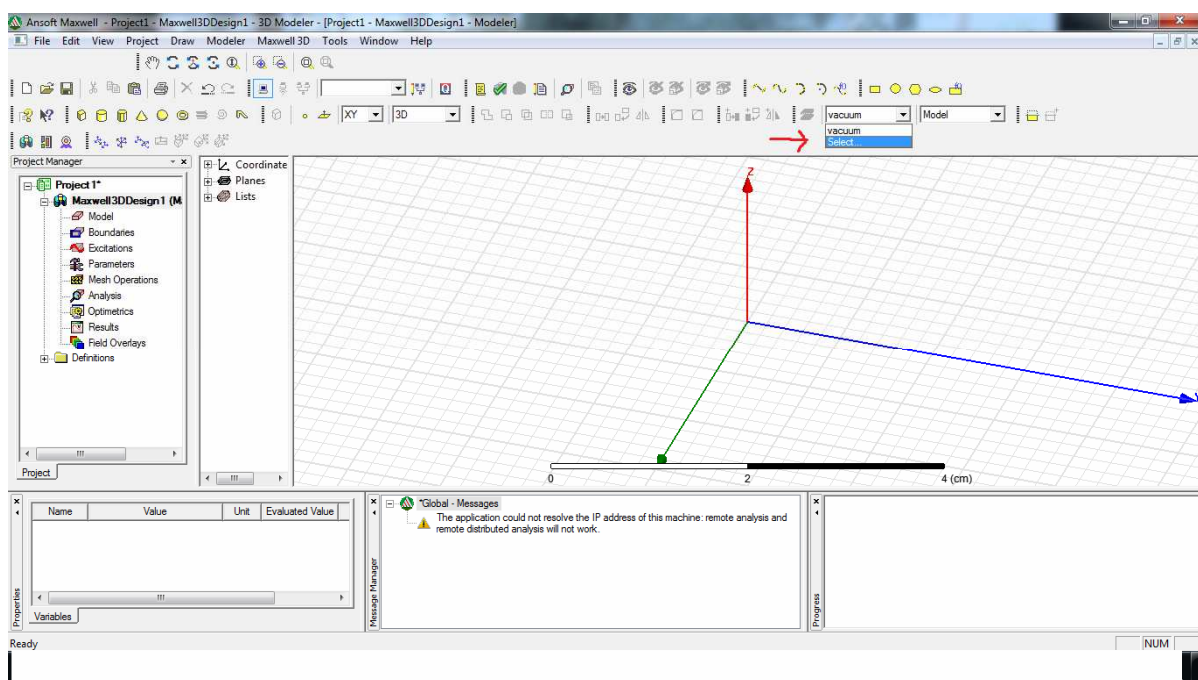 Ansoft Maxwell - Project1 - Maxwell3DDesign1 - 3D Modeler - [Project1 - Maxwell3DDesign1 - Modeler]
File Edit View Project Draw Modeler Maxwell 3D Tools Window Help
XY 3D vacuum Model
vacuum
Select...
Project Manager
Project1*
Maxwell3DDesign1 (M
Model
Boundaries
Excitations
Parameters
Mesh Operations
Analysis
Optimetrics
Results
Field Overlays
Definitions
Project
Coordinate
Planes
Lists
Z
0 2 4 (cm)
Name Value Unit Evaluated Value
Variables
Properties
*Global - Messages
The application could not resolve the IP address of this machine: remote analysis and
remote distributed analysis will not work.
Message Manager
Progress
Ready
NUM